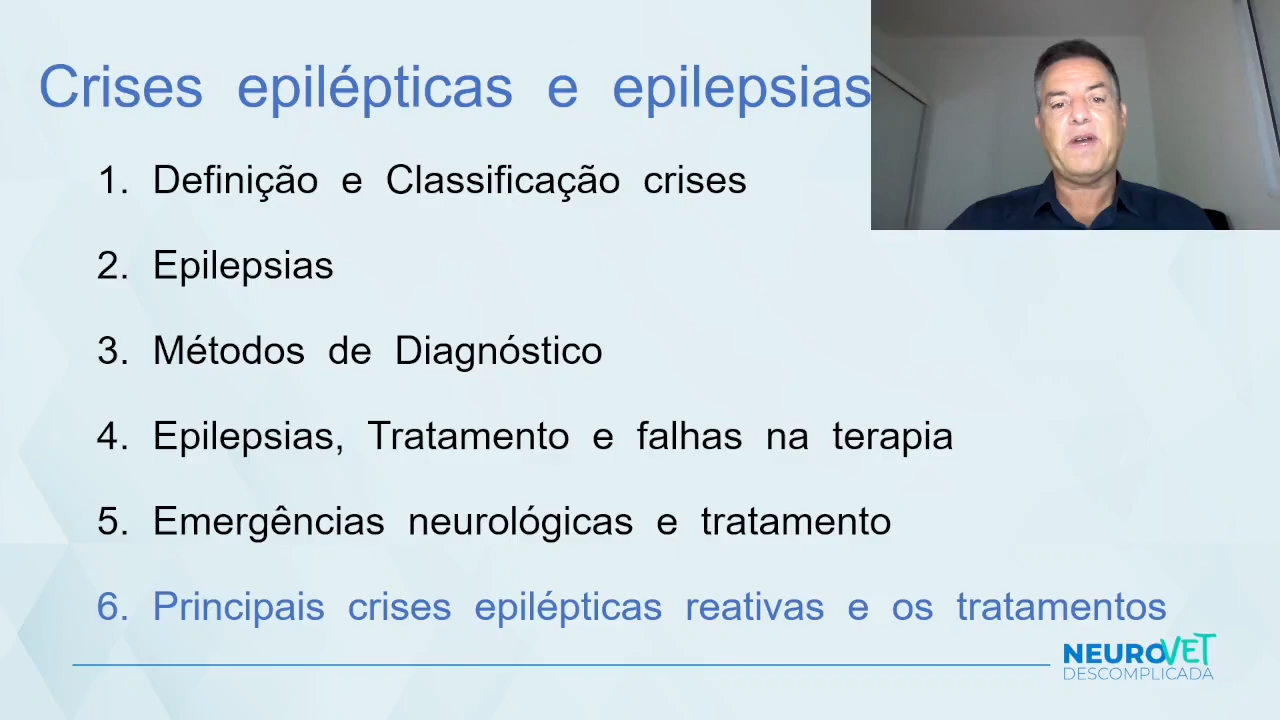 Crises epilépticas e epilepsias
1. Definição e Classificação crises
2. Epilepsias
3. Métodos de Diagnóstico
4. Epilepsias, Tratamento e falhas na terapia
5. Emergências neurológicas e tratamento
6. Principais crises epilépticas reativas e os tratamentos
NEUROVET
DESCOMPLICADA